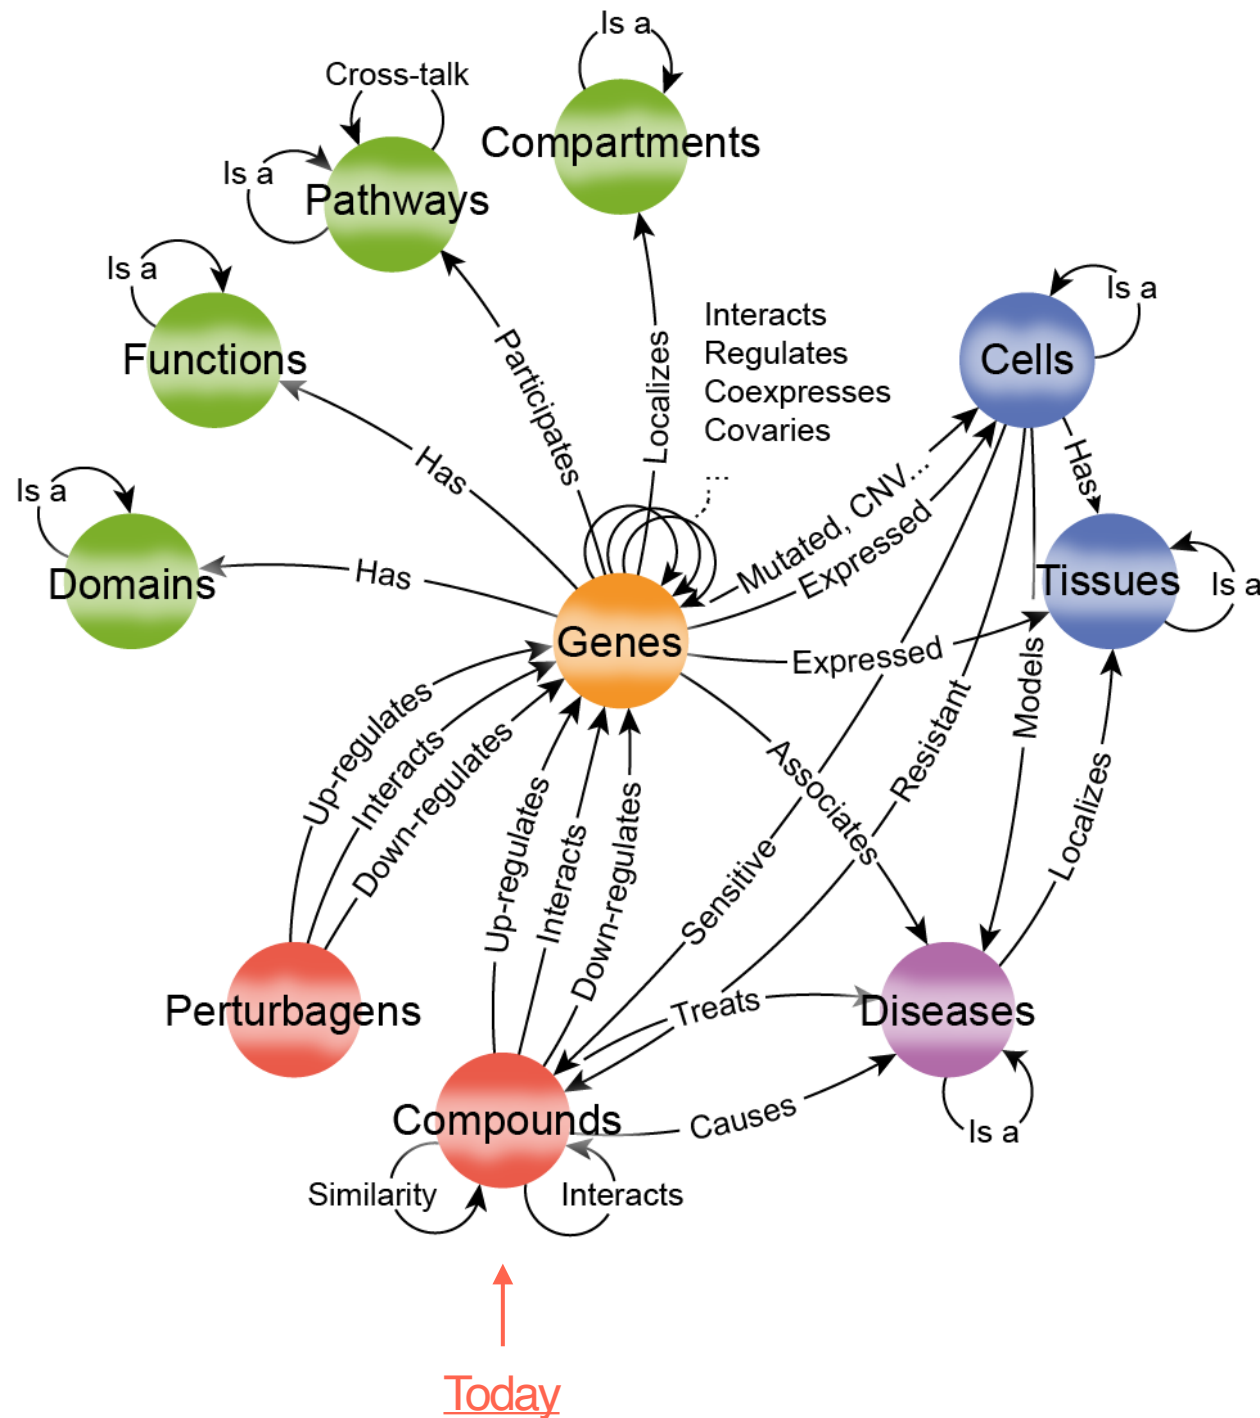 Is a
Cross-talk
Compartments
Is a
Pathways
Is a
Is a
Functions
Cells
Participates
Localizes
Interacts
Regulates
Coexpresses
Covaries
...
Has
Has
Mutated, CNV...
Expressed
Is a
Domains
Has
Tissues
Is a
Genes
Expressed
Models
Up-regulates
Interacts
Down-regulates
Up-regulates
Interacts
Down-regulates
Associates
Resistant
Sensitive
Localizes
Perturbagens
Treats
Diseases
Compounds
Causes
Is a
Similarity
Interacts
Today